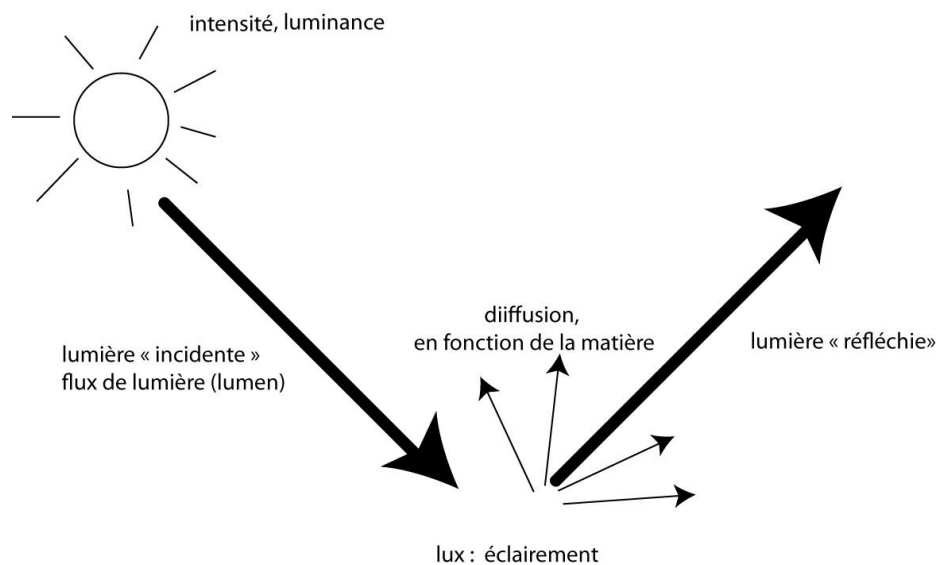 intensité, luminance
lumière « incidente »
flux de lumière (lumen)
diiffusion,
en fonction de la matière
lumière « réfléchie»
lux : éclairement